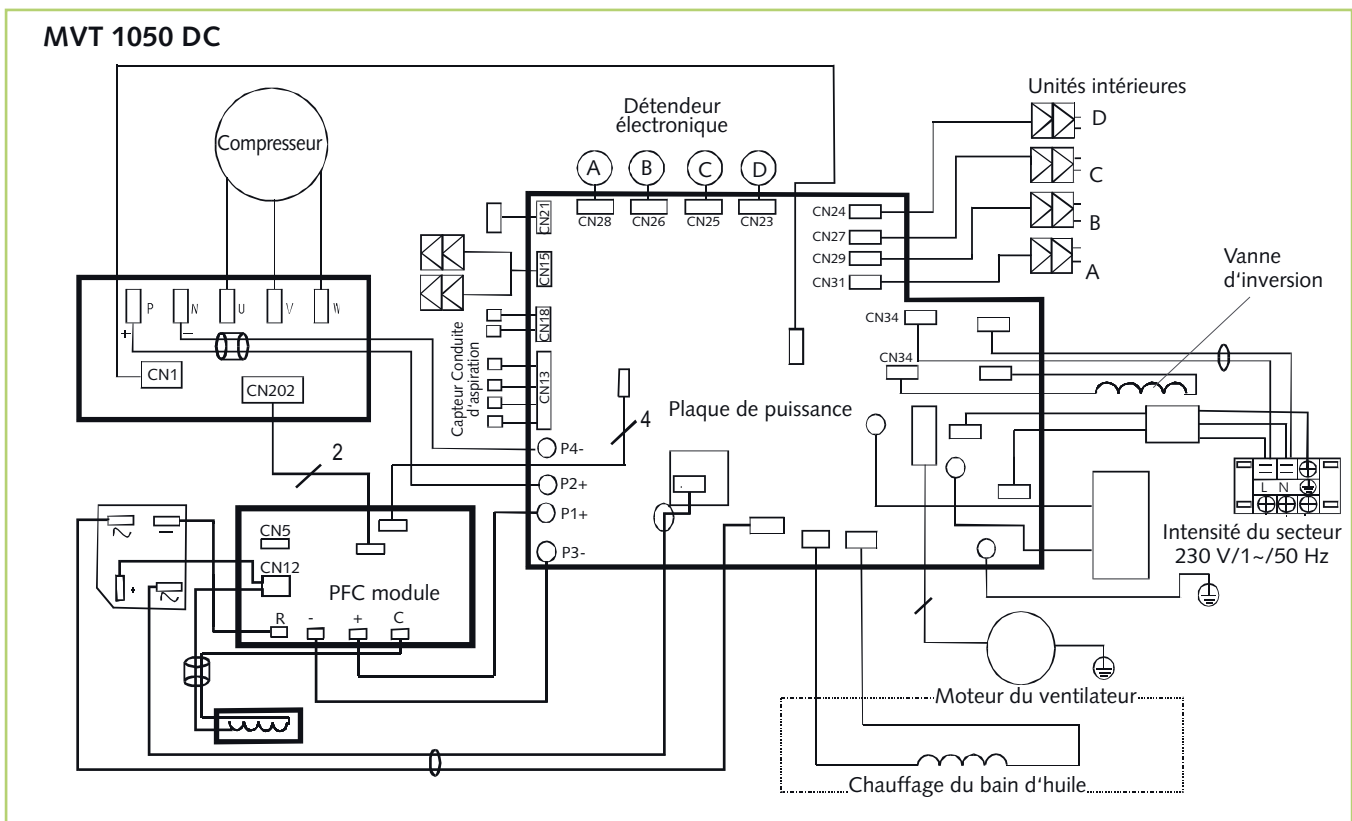 MVT 1050 DC
Compresseur
Détendeur
électronique
A
B
C
D
CN28
CN26
CN25
CN23
Unités intérieures
D
C
B
A
CN24
CN27
CN29
CN31
Vanne
d'inversion
CN34
CN34
CN21
CN15
CN18
CN13
Capteur Conduite
d'aspiration
P
N
U
V
W
+
−
CN1
CN202
2
4
Plaque de puissance
P4-
P2+
P1+
P3-
L
N
Intensité du secteur
230 V/1~/50 Hz
~
+
~
CN5
CN12
PFC module
R
-
+
C
Moteur du ventilateur
Chauffage du bain d'huile